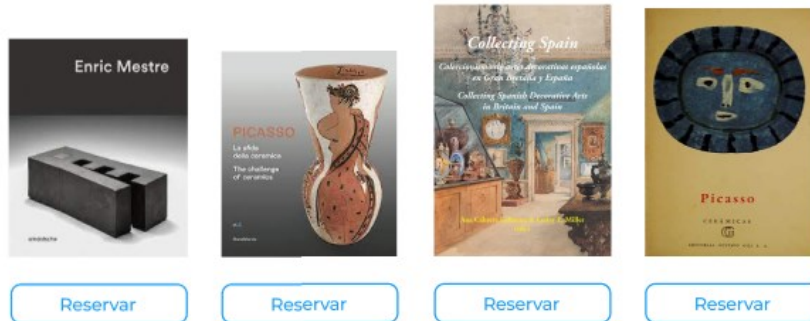 Enric Mestre
arnoldsche
PICASSO
La sfida
della ceramica
The challenge
of ceramics
Collecting Spain
Coleccionismo de artes decorativas españolas
en Gran Bretaña y España
Collecting Spanish Decorative Arts
in Britain and Spain
Picasso
CERÁMICAS
GG
Reservar
Reservar
Reservar
Reservar